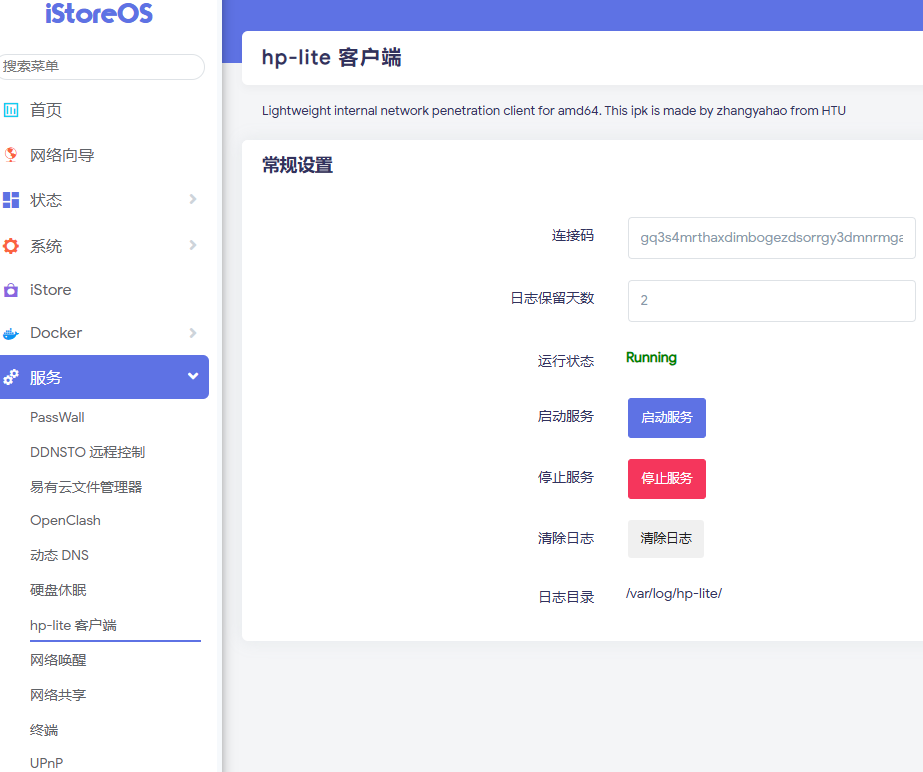 iStoreOS
搜索菜单
首页
网络向导
状态
系统
iStore
Docker
服务
PassWall
DDNSTO 远程控制
易有云文件管理器
OpenClash
动态 DNS
硬盘休眠
hp-lite 客户端
网络唤醒
网络共享
终端
UPnP
hp-lite 客户端
Lightweight internal network penetration client for amd64. This ipk is made by zhangyahao from HTU
常规设置
连接码
gq3s4mrthaxdimbogezdsorrgy3dmnrmga
日志保留天数
2
运行状态
Running
启动服务
启动服务
停止服务
停止服务
清除日志
清除日志
日志目录
/var/log/hp-lite/